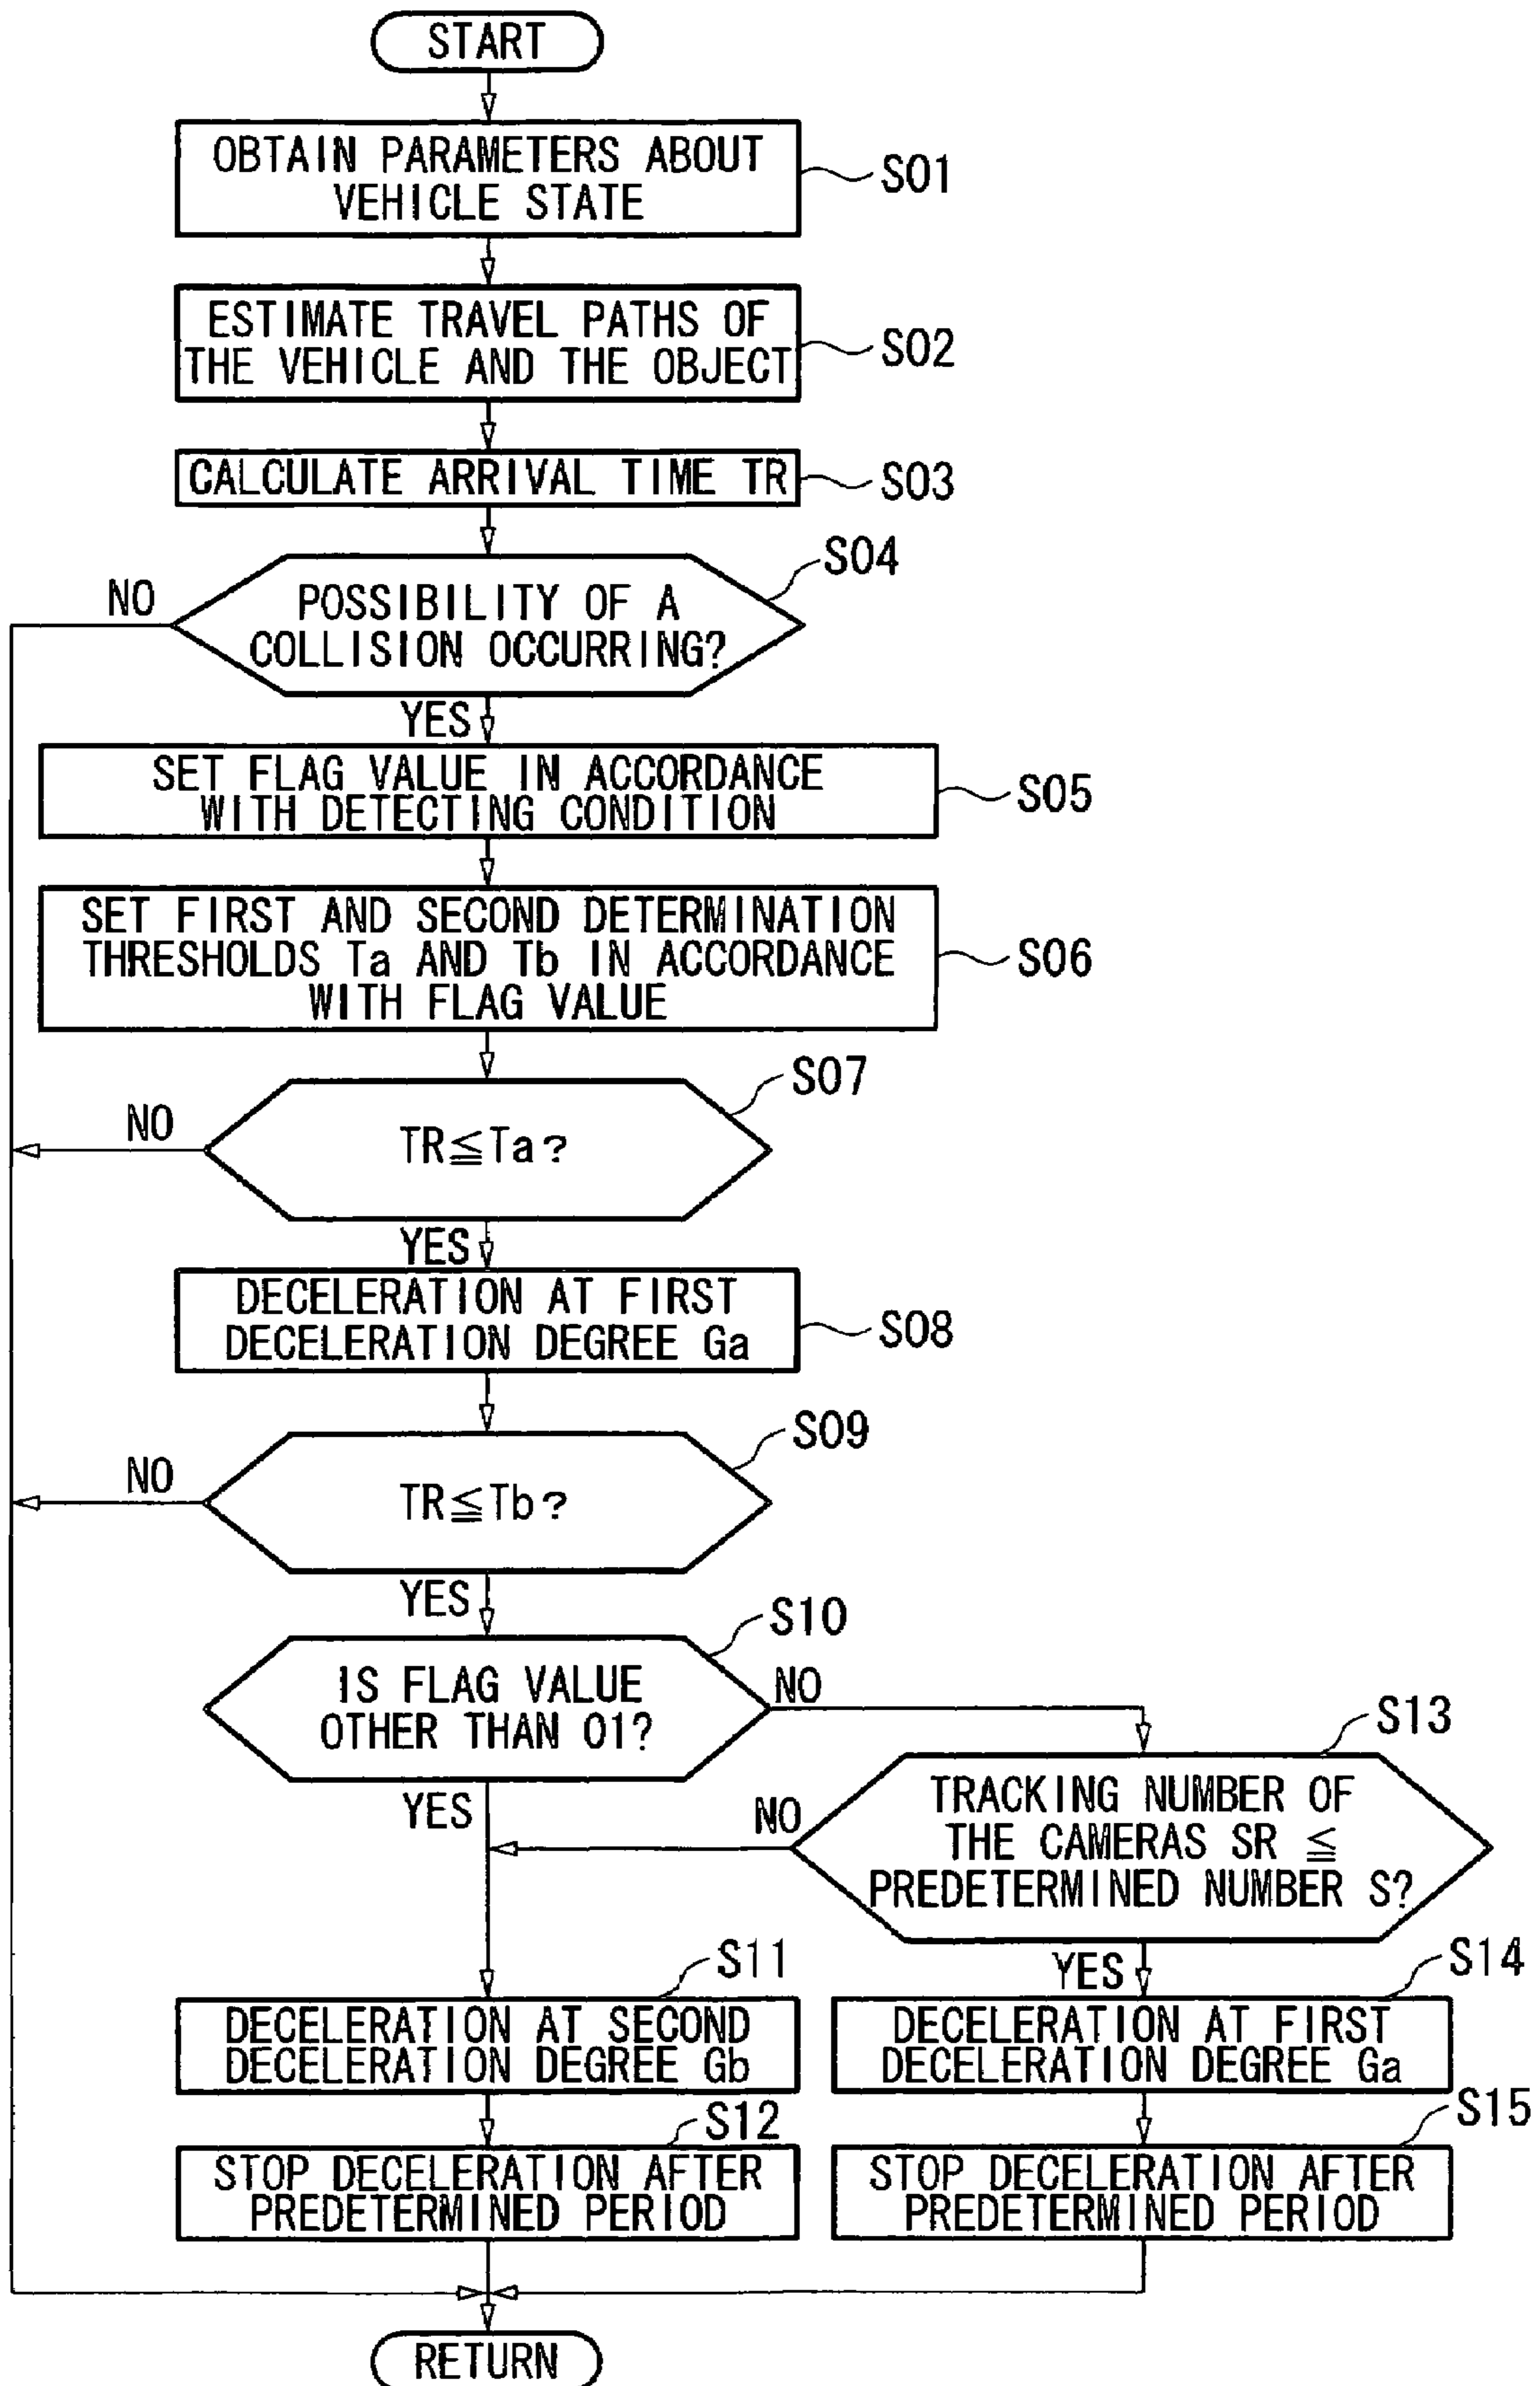 START
OBTAIN PARAMETERS ABOUT
VEHICLE STATE
S01
ESTIMATE TRAVEL PATHS OF
THE VEHICLE AND THE OBJECT
S02
CALCULATE ARRIVAL TIME TR
S03
S04
NO
POSSIBILITY OF A
COLLISION OCCURRING?
YES
SET FLAG VALUE IN ACCORDANCE
WITH DETECTING CONDITION
S05
SET FIRST AND SECOND DETERMINATION
THRESHOLDS Ta AND Tb IN ACCORDANCE
WITH FLAG VALUE
S06
S07
NO
TR≦Ta?
YES
DECELERATION AT FIRST
DECELERATION DEGREE Ga
S08
S09
NO
TR≦Tb?
YES
S10
IS FLAG VALUE
OTHER THAN 01?
NO
S13
YES
NO
TRACKING NUMBER OF
THE CAMERAS SR ≦
PREDETERMINED NUMBER S?
S11
YES
S14
DECELERATION AT SECOND
DECELERATION DEGREE Gb
DECELERATION AT FIRST
DECELERATION DEGREE Ga
S12
S15
STOP DECELERATION AFTER
PREDETERMINED PERIOD
STOP DECELERATION AFTER
PREDETERMINED PERIOD
RETURN